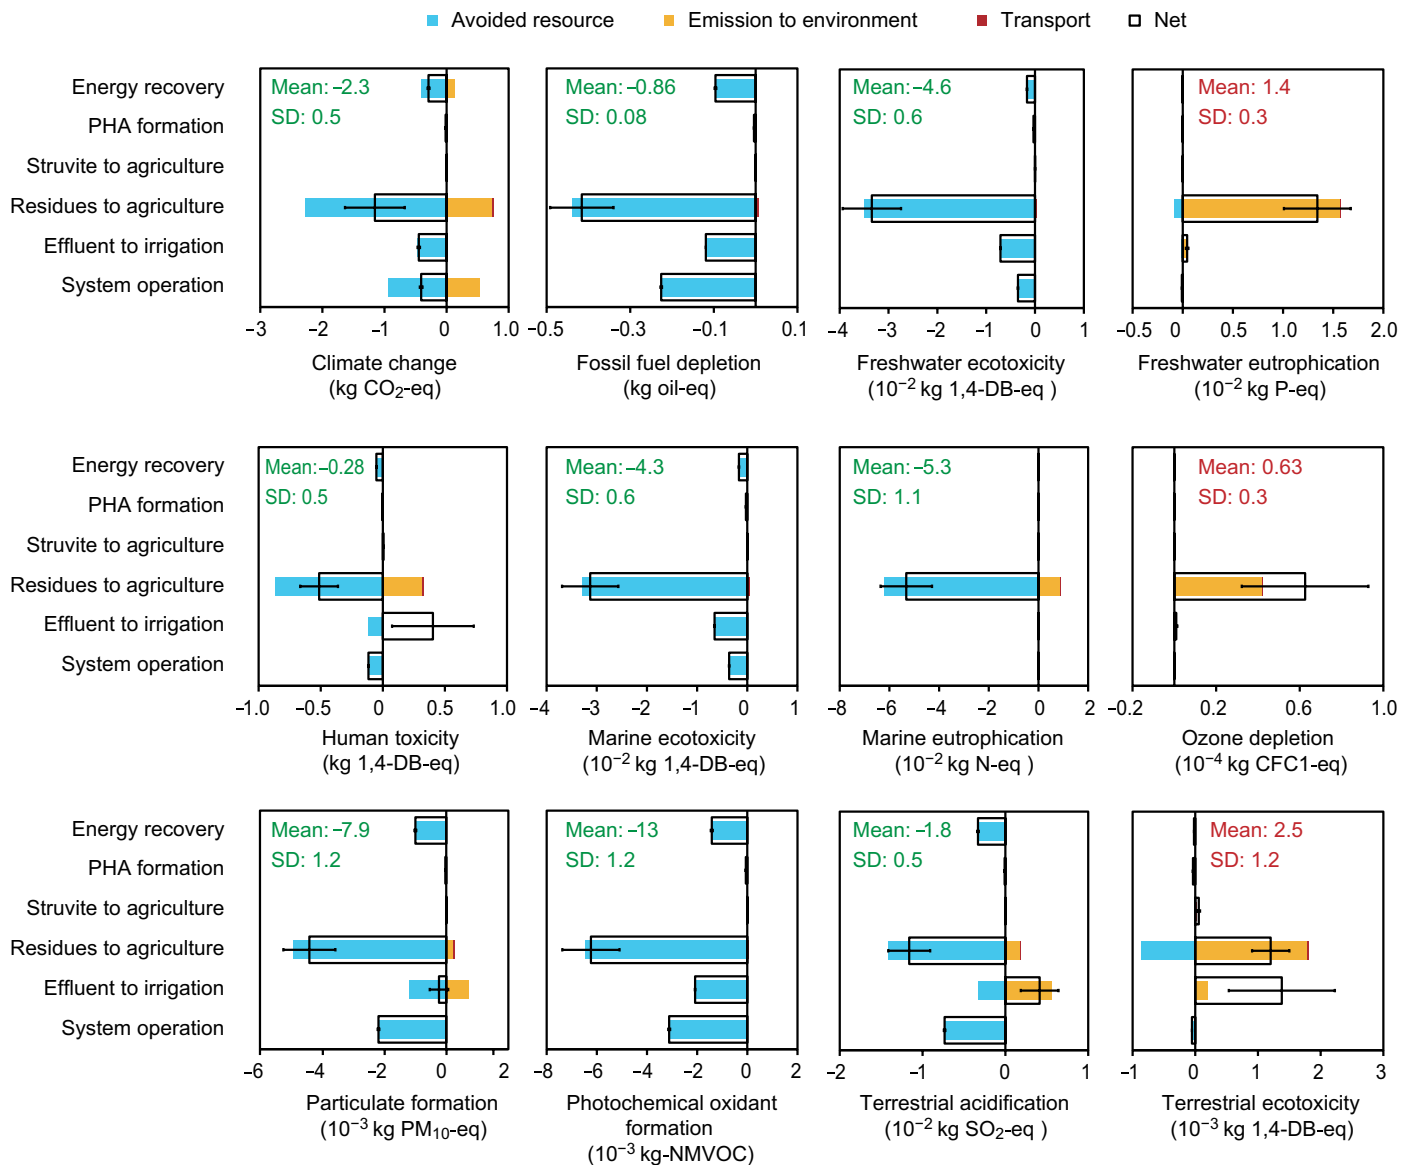 Avoided resource Emission to environment Transport Net
Energy recovery
PHA formation
Struvite to agriculture
Residues to agriculture
Effluent to irrigation
System operation
Mean: −2.3
SD: 0.5
−3 −2 −1 0 1.0
Climate change
(kg CO₂-eq)
Mean: −0.86
SD: 0.08
−0.5 −0.3 −0.1 0.1
Fossil fuel depletion
(kg oil-eq)
Mean: −4.6
SD: 0.6
−4 −3 −2 −1 0 1
Freshwater ecotoxicity
(10⁻² kg 1,4-DB-eq )
Mean: 1.4
SD: 0.3
−0.5 0 0.5 1.0 1.5 2.0
Freshwater eutrophication
(10⁻² kg P-eq)
Energy recovery
PHA formation
Struvite to agriculture
Residues to agriculture
Effluent to irrigation
System operation
Mean: −0.28
SD: 0.5
−1.0 −0.5 0 0.5 1.0
Human toxicity
(kg 1,4-DB-eq)
Mean: −4.3
SD: 0.6
−4 −3 −2 −1 0 1
Marine ecotoxicity
(10⁻² kg 1,4-DB-eq)
Mean: −5.3
SD: 1.1
−8 −6 −4 −2 0 2
Marine eutrophication
(10⁻² kg N-eq )
Mean: 0.63
SD: 0.3
−0.2 0.2 0.6 1.0
Ozone depletion
(10⁻⁴ kg CFC1-eq)
Energy recovery
PHA formation
Struvite to agriculture
Residues to agriculture
Effluent to irrigation
System operation
Mean: −7.9
SD: 1.2
−6 −4 −2 0 2
Particulate formation
(10⁻³ kg PM₁₀-eq)
Mean: −13
SD: 1.2
−8 −6 −4 −2 0 2
Photochemical oxidant
formation
(10⁻³ kg-NMVOC)
Mean: −1.8
SD: 0.5
−2 −1 0 1
Terrestrial acidification
(10⁻² kg SO₂-eq )
Mean: 2.5
SD: 1.2
−1 0 1 2 3
Terrestrial ecotoxicity
(10⁻³ kg 1,4-DB-eq)